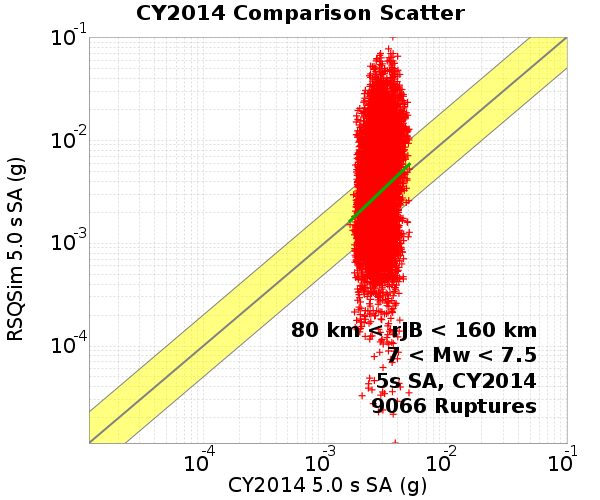 CY2014 Comparison Scatter
10-1
10-2
10-3
10-4
RSQSim 5.0 s SA (g)
80 km < rJB < 160 km
7 < Mw < 7.5
5s SA, CY2014
9066 Ruptures
10-4
10-3
10-2
10-1
CY2014 5.0 s SA (g)